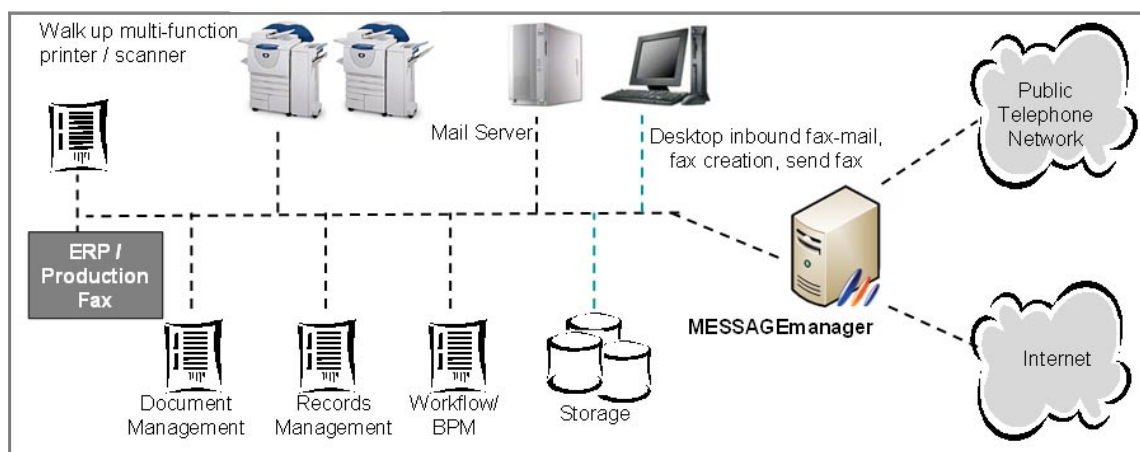 Walk up multi-function
printer / scanner
Mail Server
Desktop inbound fax-mail,
fax creation, send fax
Public
Telephone
Network
ERP /
Production
Fax
MESSAGEmanager
Document
Management
Records
Management
Workflow/
BPM
Storage
Internet